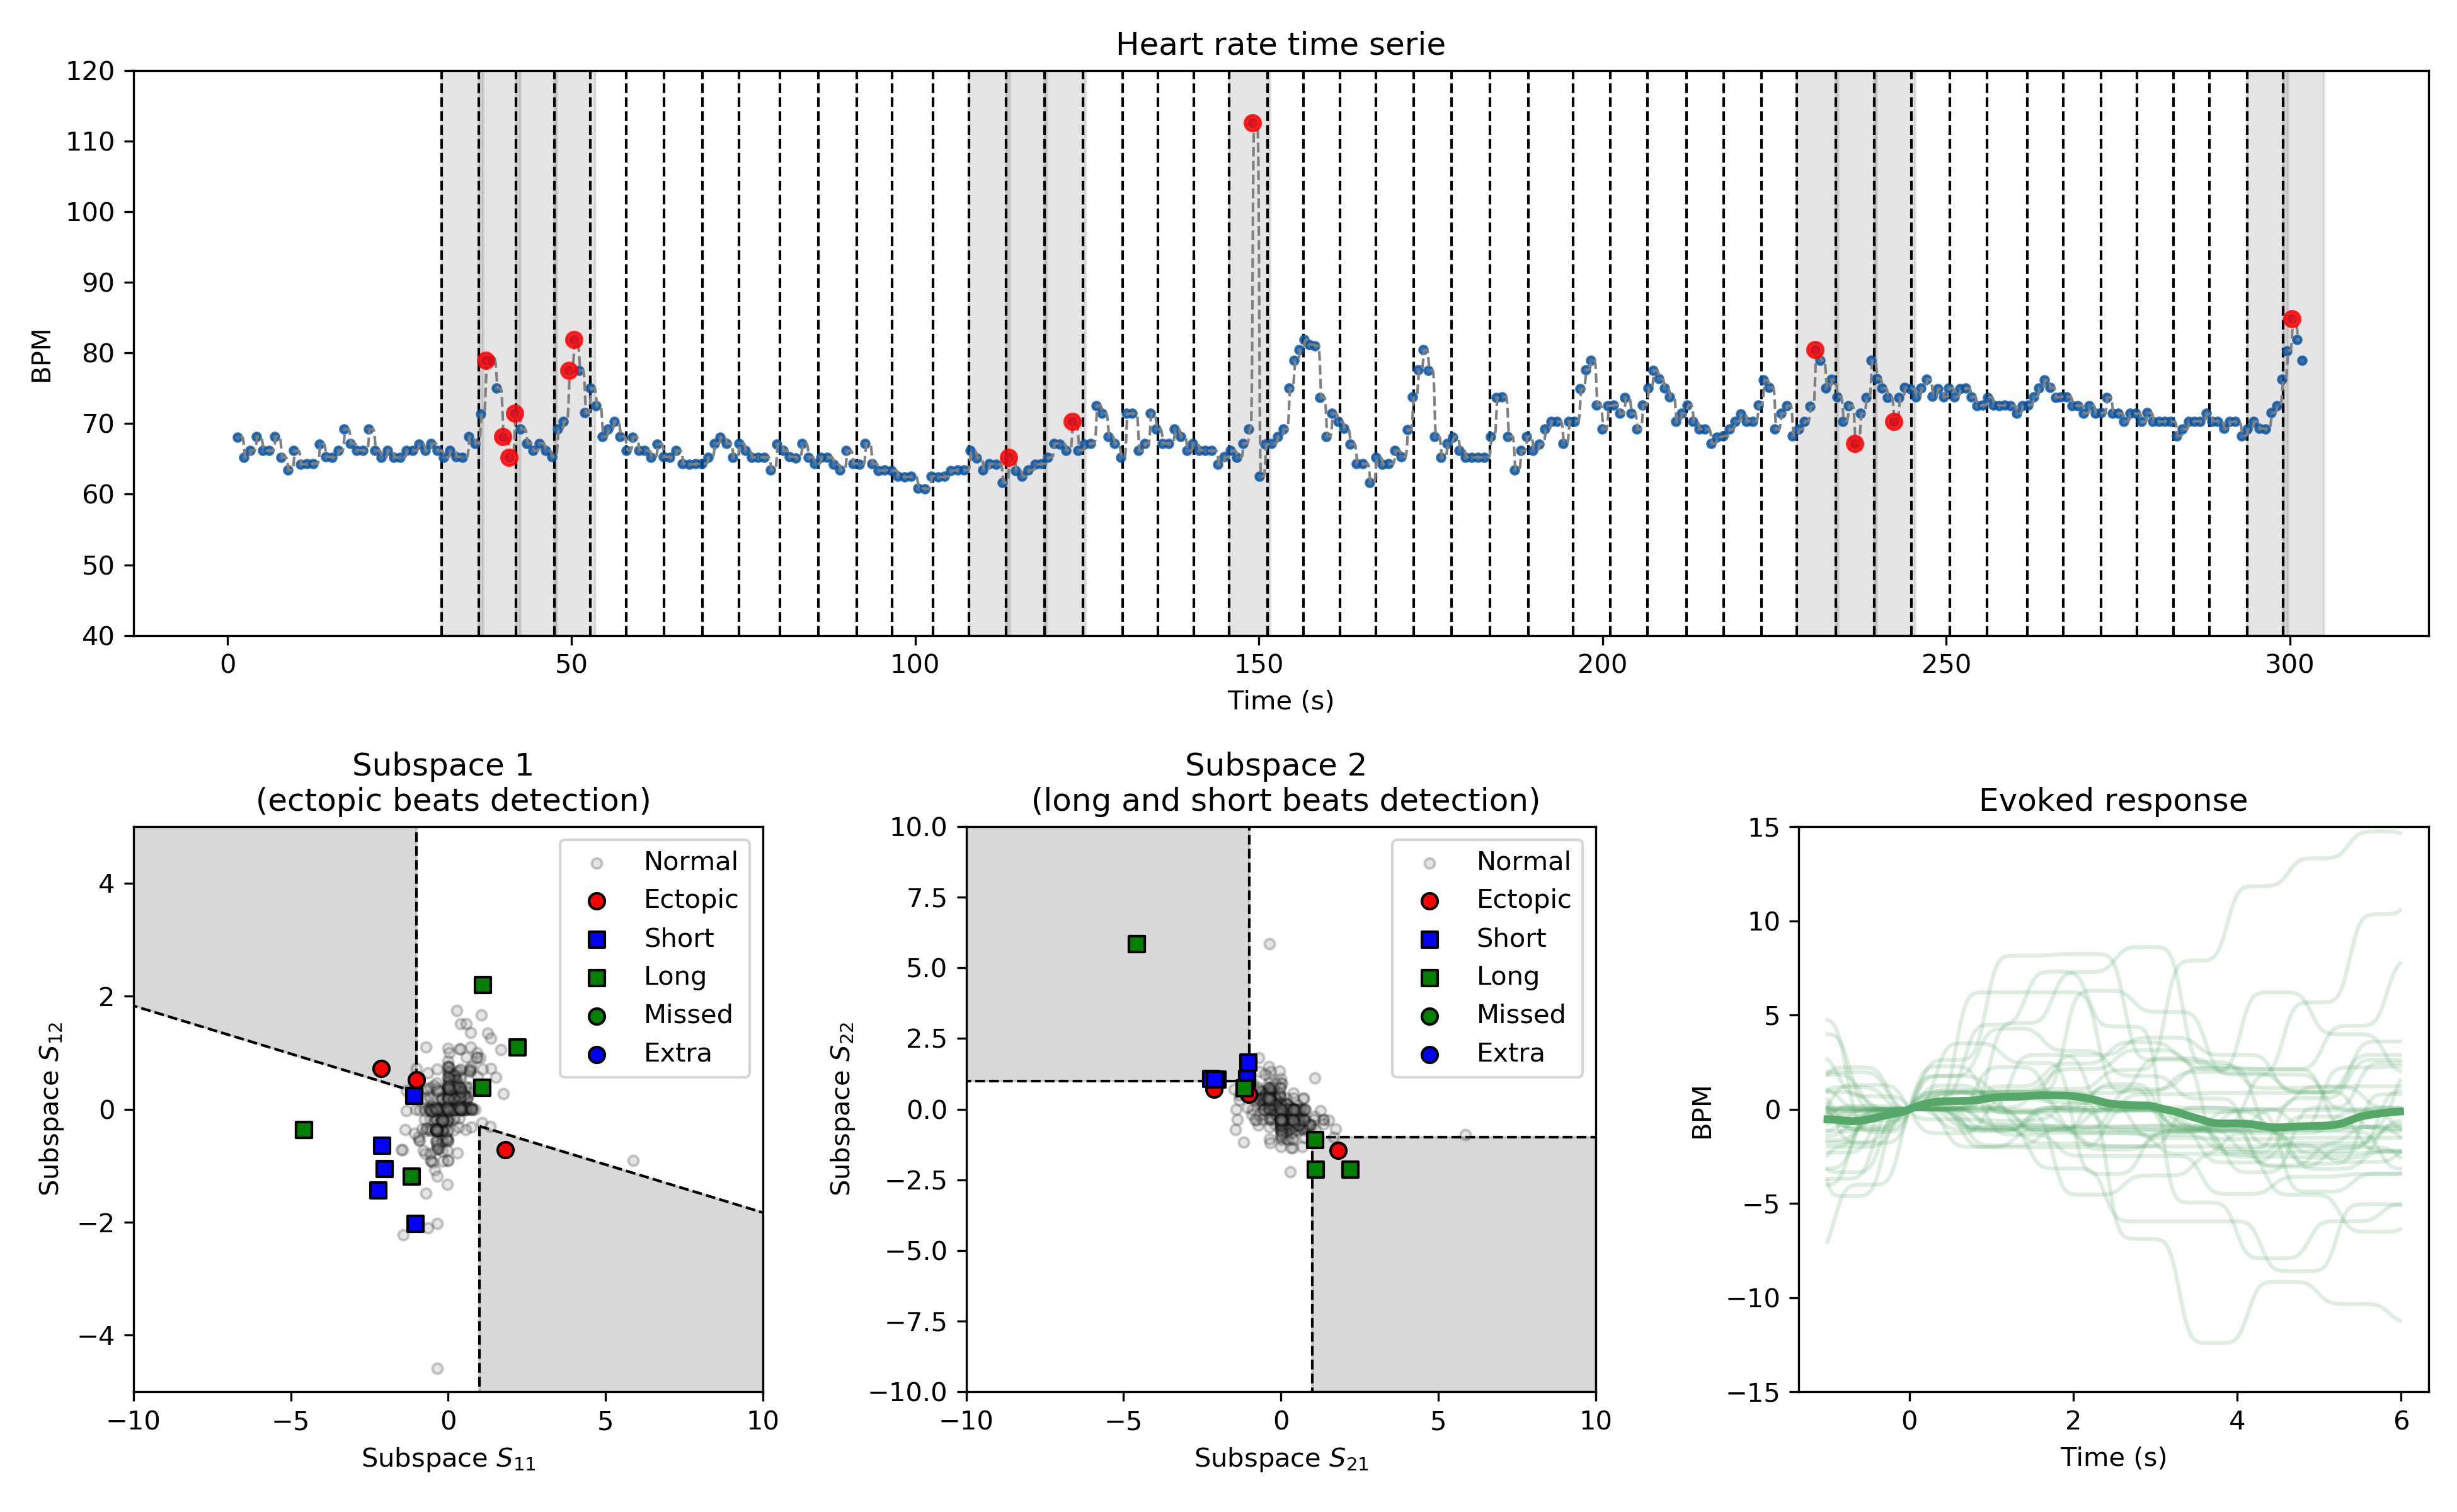 Heart rate time serie
120
110
100
90
80
70
60
50
40
BPM
0
50
100
150
200
250
300
Time (s)
Subspace 1
(ectopic beats detection)
4
2
0
−2
−4
Subspace S12
−10
−5
0
5
10
Subspace S11
Normal
Ectopic
Short
Long
Missed
Extra
Subspace 2
(long and short beats detection)
10.0
7.5
5.0
2.5
0.0
−2.5
−5.0
−7.5
−10.0
Subspace S22
−10
−5
0
5
10
Subspace S21
Normal
Ectopic
Short
Long
Missed
Extra
Evoked response
15
10
5
0
−5
−10
−15
BPM
0
2
4
6
Time (s)